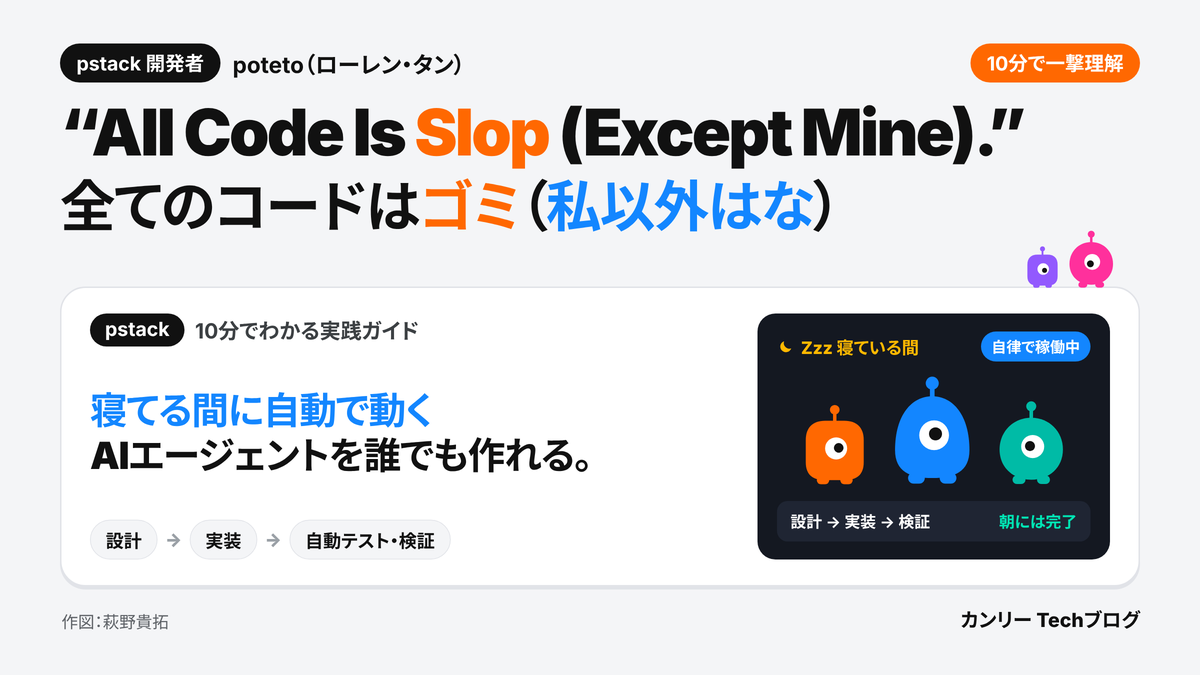 pstack 開発者 poteto(ローレン・タン)
10分で一撃理解
“All Code Is Slop (Except Mine).”
全てのコードはゴミ(私以外はな)
pstack 10分でわかる実践ガイド
寝てる間に自動で動く
AIエージェントを誰でも作れる。
設計 → 実装 → 自動テスト・検証
Zzz 寝ている間
自律で稼働中
設計 → 実装 → 検証
朝には完了
作図：萩野貴拓
カンリー Techブログ